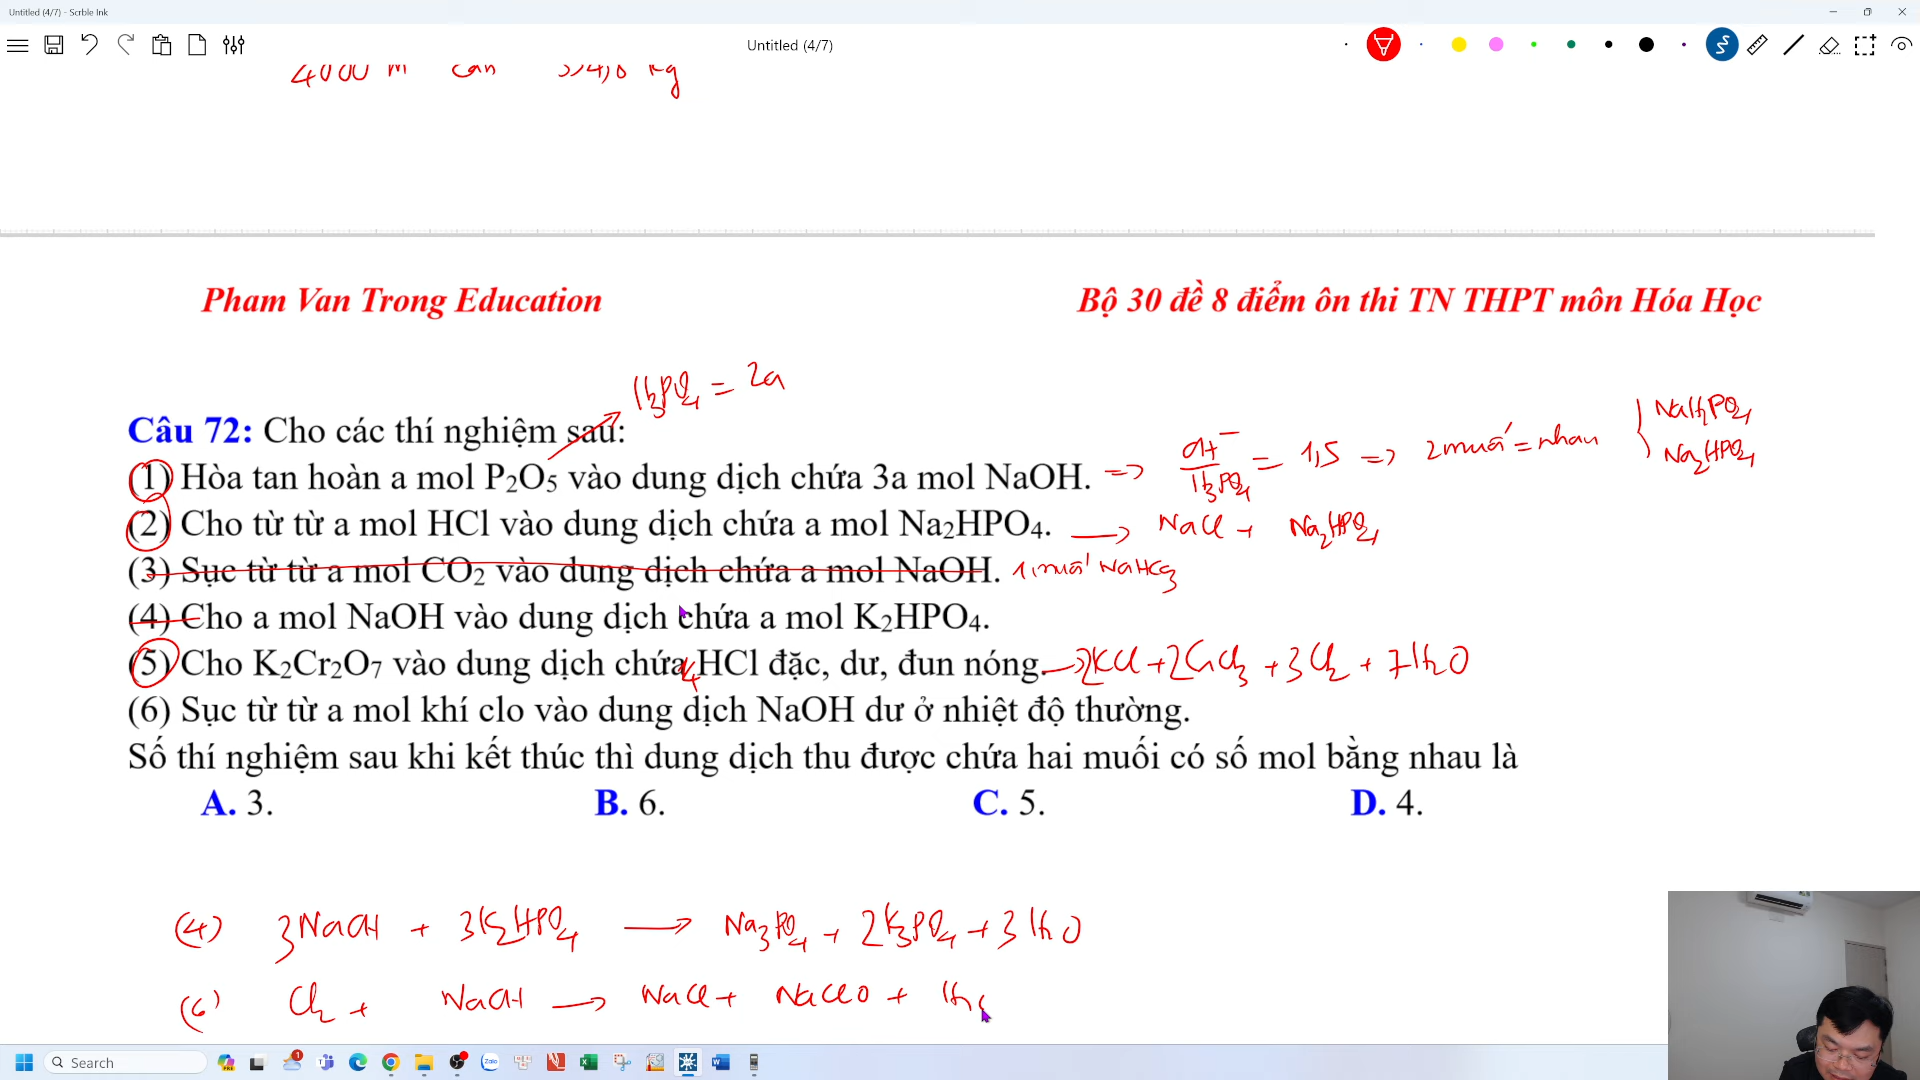 Untitled (4/7) - Scrble Ink
Untitled (4/7)
4000 m cần kg
Pham Van Trong Education
Bộ 30 đề 8 điểm ôn thi TN THPT môn Hóa Học
H3PO4 = 2a
Câu 72: Cho các thí nghiệm sau:
(1) Hòa tan hoàn a mol P2O5 vào dung dịch chứa 3a mol NaOH. => OH⁻/H3PO4 = 1,5 => 2 muối = nhau { NaH2PO4 Na2HPO4
(2) Cho từ từ a mol HCl vào dung dịch chứa a mol Na2HPO4. → NaCl + Na2HPO4
(3) Sục từ từ a mol CO2 vào dung dịch chứa a mol NaOH. 1 muối NaHCO3
(4) Cho a mol NaOH vào dung dịch chứa a mol K2HPO4.
(5) Cho K2Cr2O7 vào dung dịch chứa 14 HCl đặc, dư, đun nóng. → 2KCl + 2CrCl3 + 3Cl2 + 7H2O
(6) Sục từ từ a mol khí clo vào dung dịch NaOH dư ở nhiệt độ thường.
Số thí nghiệm sau khi kết thúc thì dung dịch thu được chứa hai muối có số mol bằng nhau là
A. 3. B. 6. C. 5. D. 4.
(4) 3NaOH + 3K2HPO4 → Na3PO4 + 2K3PO4 + 3H2O
(6) Cl2 + NaOH → NaCl + NaClO + H2
Search